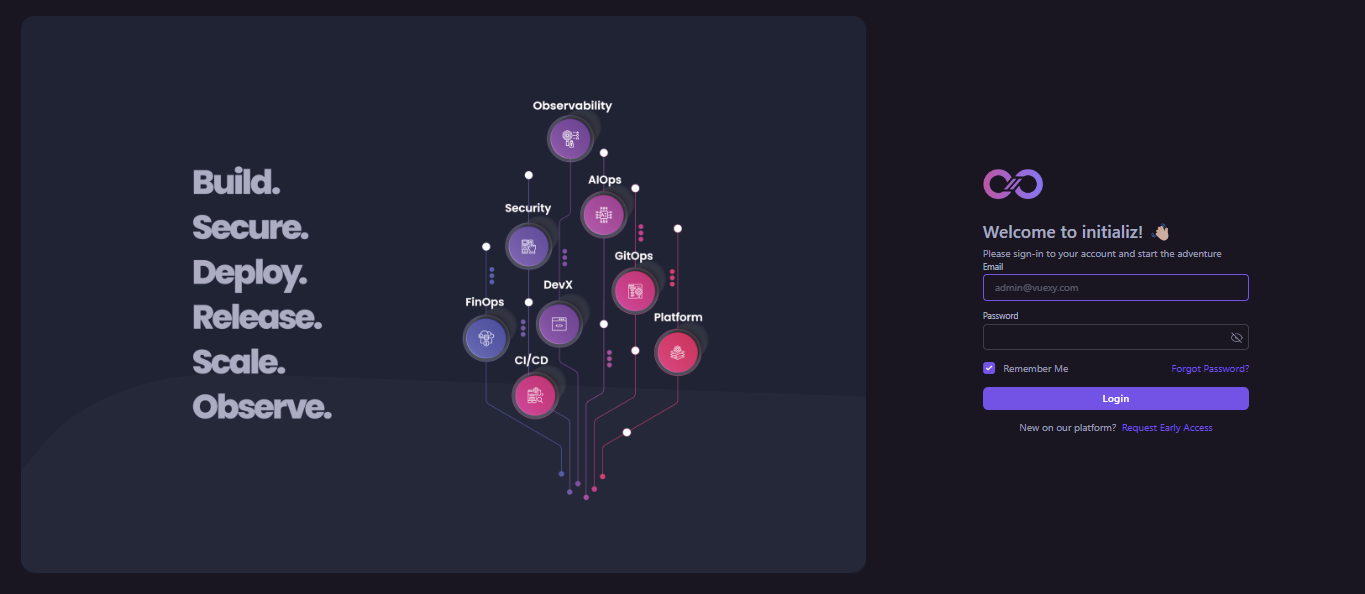 Build.
Secure.
Deploy.
Release.
Scale.
Observe.
Observability
AIOps
Security
GitOps
DevX
FinOps
Platform
CI/CD
Welcome to initializ! 👋🏼
Please sign-in to your account and start the adventure
Email
admin@vuexy.com
Password
Remember Me
Forgot Password?
Login
New on our platform? Request Early Access